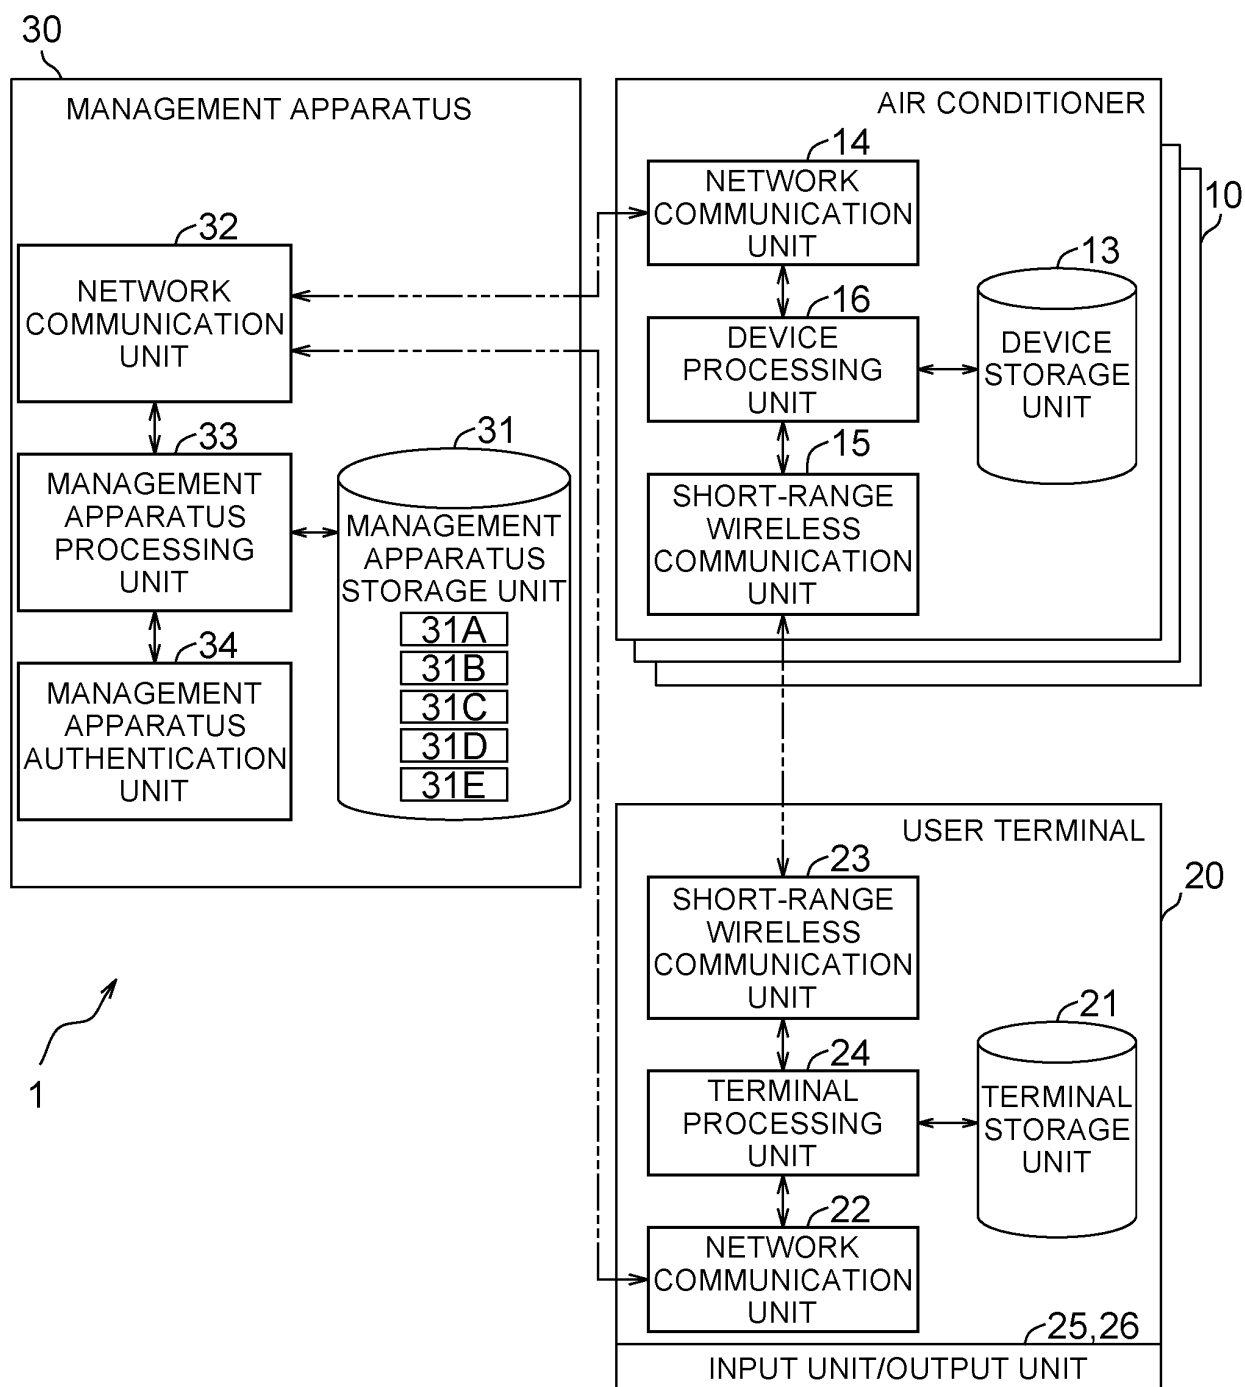 30
MANAGEMENT APPARATUS
32
NETWORK
COMMUNICATION
UNIT
33
MANAGEMENT
APPARATUS
PROCESSING
UNIT
34
MANAGEMENT
APPARATUS
AUTHENTICATION
UNIT
31
MANAGEMENT
APPARATUS
STORAGE UNIT
31A
31B
31C
31D
31E
AIR CONDITIONER
10
14
NETWORK
COMMUNICATION
UNIT
16
DEVICE
PROCESSING
UNIT
13
DEVICE
STORAGE
UNIT
15
SHORT-RANGE
WIRELESS
COMMUNICATION
UNIT
USER TERMINAL
20
23
SHORT-RANGE
WIRELESS
COMMUNICATION
UNIT
24
TERMINAL
PROCESSING
UNIT
21
TERMINAL
STORAGE
UNIT
22
NETWORK
COMMUNICATION
UNIT
25,26
INPUT UNIT/OUTPUT UNIT
1